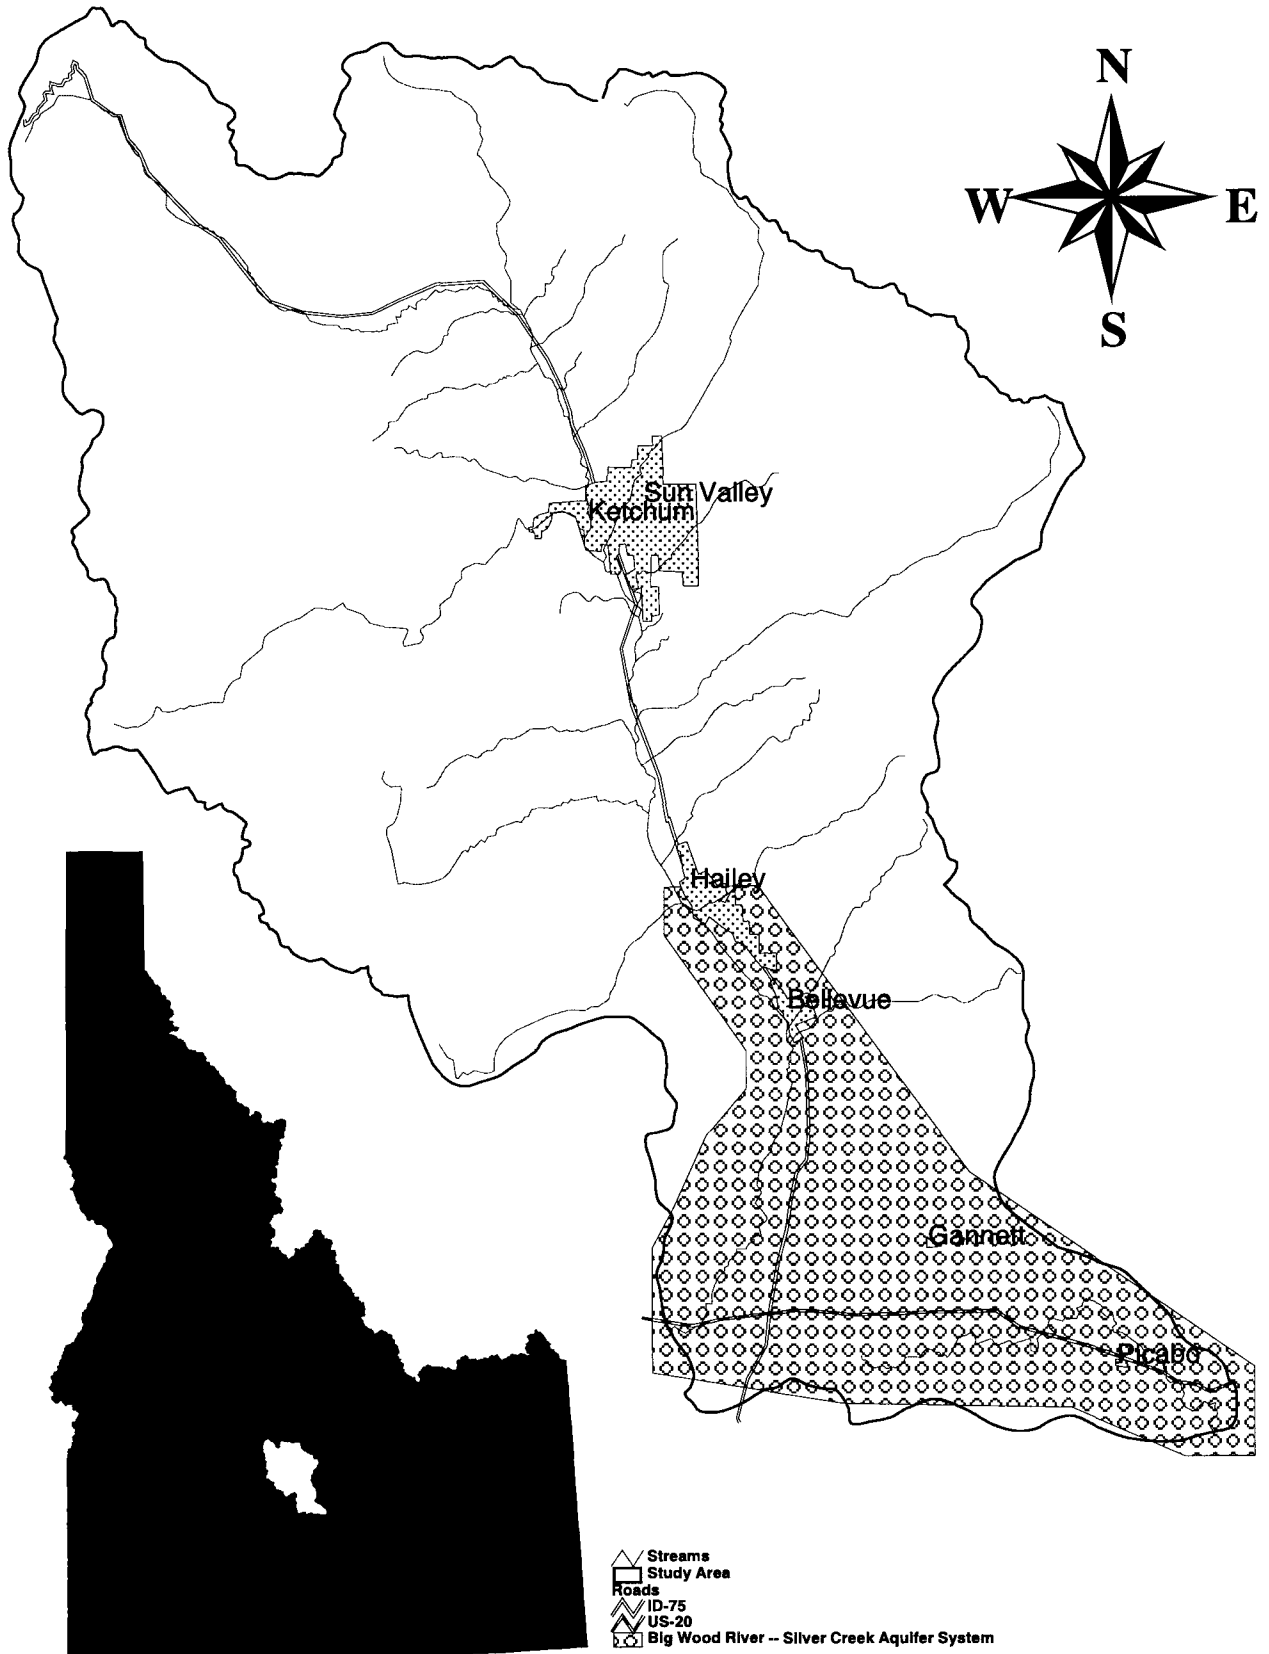 N
W
E
S
Sun Valley
Ketchum
Hailey
Bellevue
Gannett
Picabo
Streams
Study Area
Roads
ID-75
US-20
Big Wood River -- Silver Creek Aquifer System